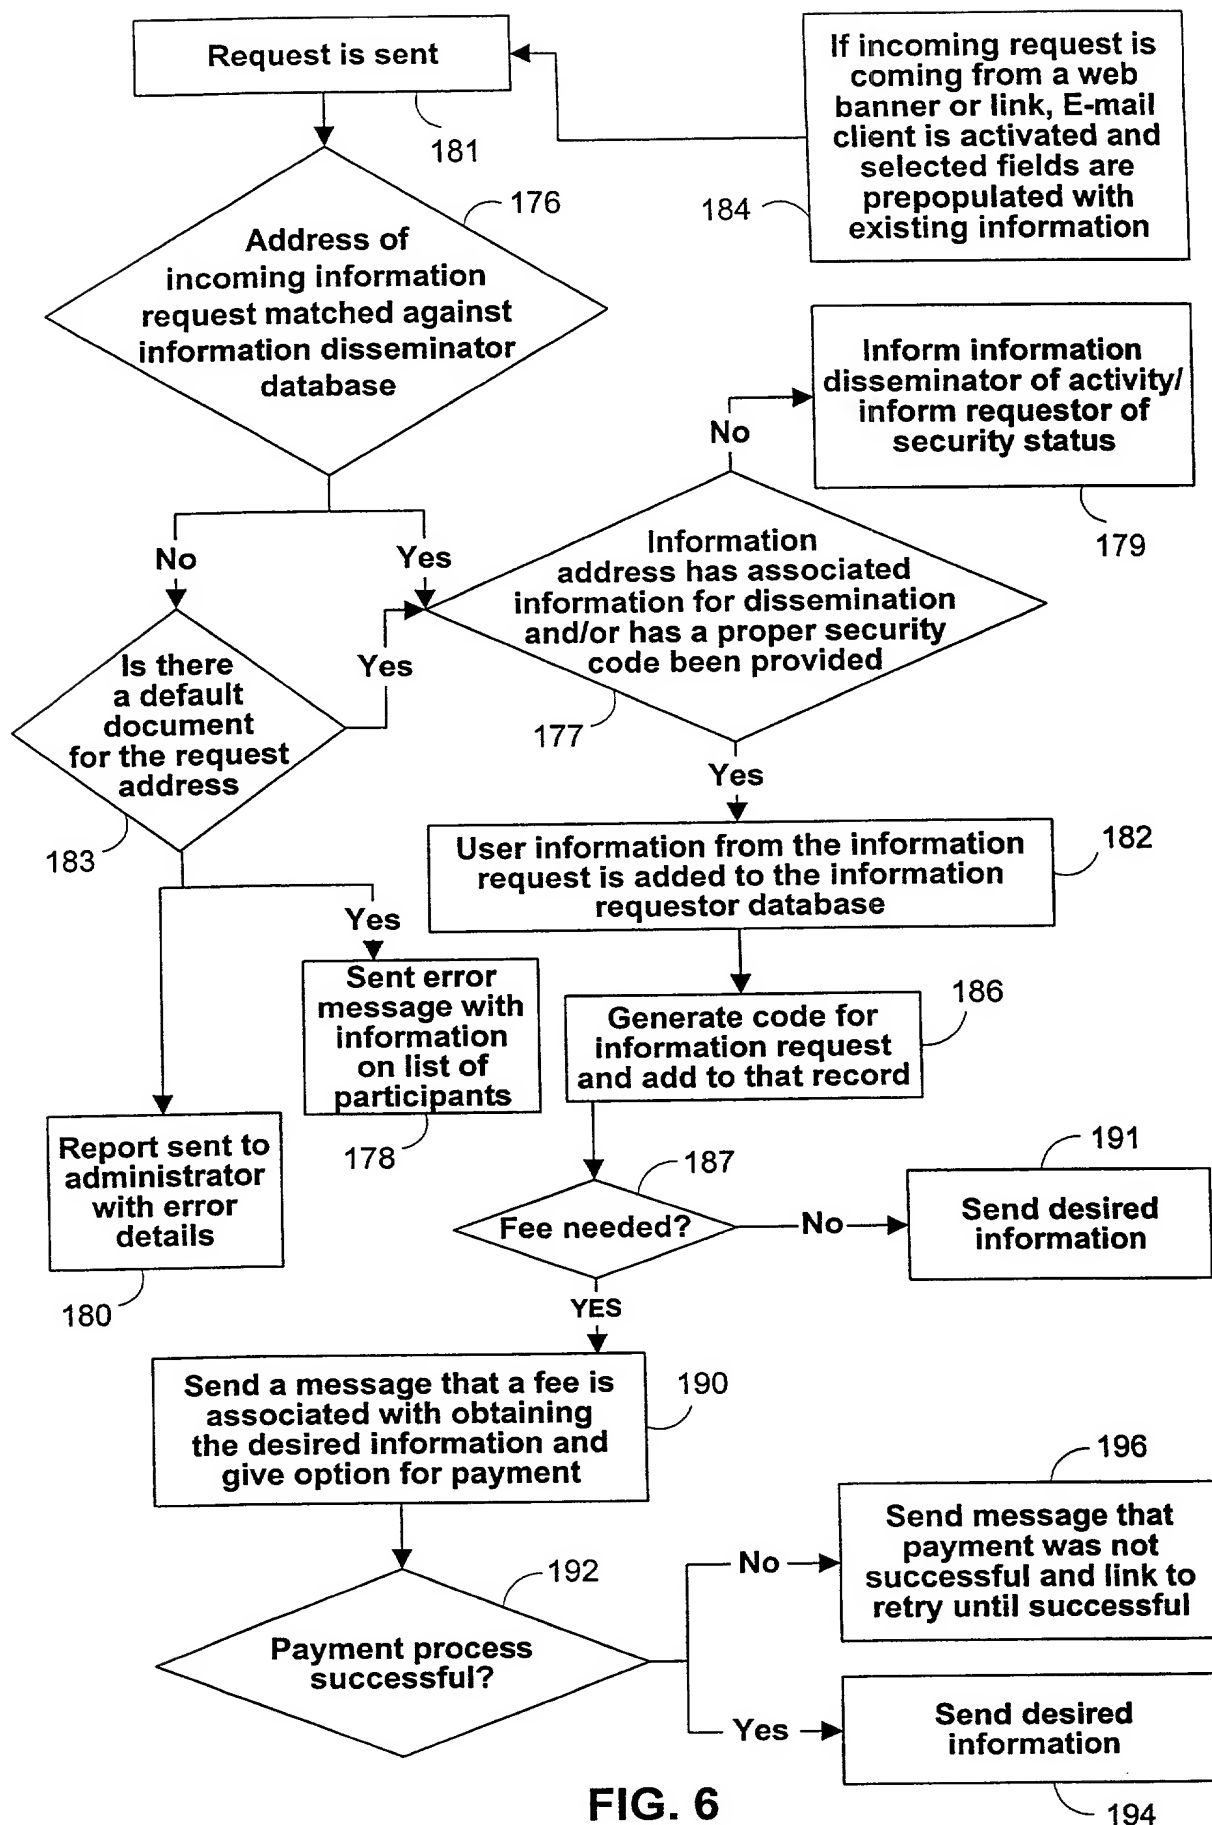 Request is sent
181
If incoming request is
coming from a web
banner or link, E-mail
client is activated and
selected fields are
prepopulated with
existing information
184
176
Address of
incoming information
request matched against
information disseminator
database
Inform information
disseminator of activity/
inform requestor of
security status
179
No
No
Yes
Information
address has associated
information for dissemination
and/or has a proper security
code been provided
177
Is there
a default
document
for the request
address
Yes
183
Yes
User information from the information
request is added to the information
requestor database
182
Yes
Sent error
message with
information
on list of
participants
178
Generate code for
information request
and add to that record
186
Report sent to
administrator
with error
details
180
187
Fee needed?
No
191
Send desired
information
YES
Send a message that a fee is
associated with obtaining
the desired information and
give option for payment
190
192
Payment process
successful?
No
196
Send message that
payment was not
successful and link to
retry until successful
Yes
Send desired
information
194
FIG. 6